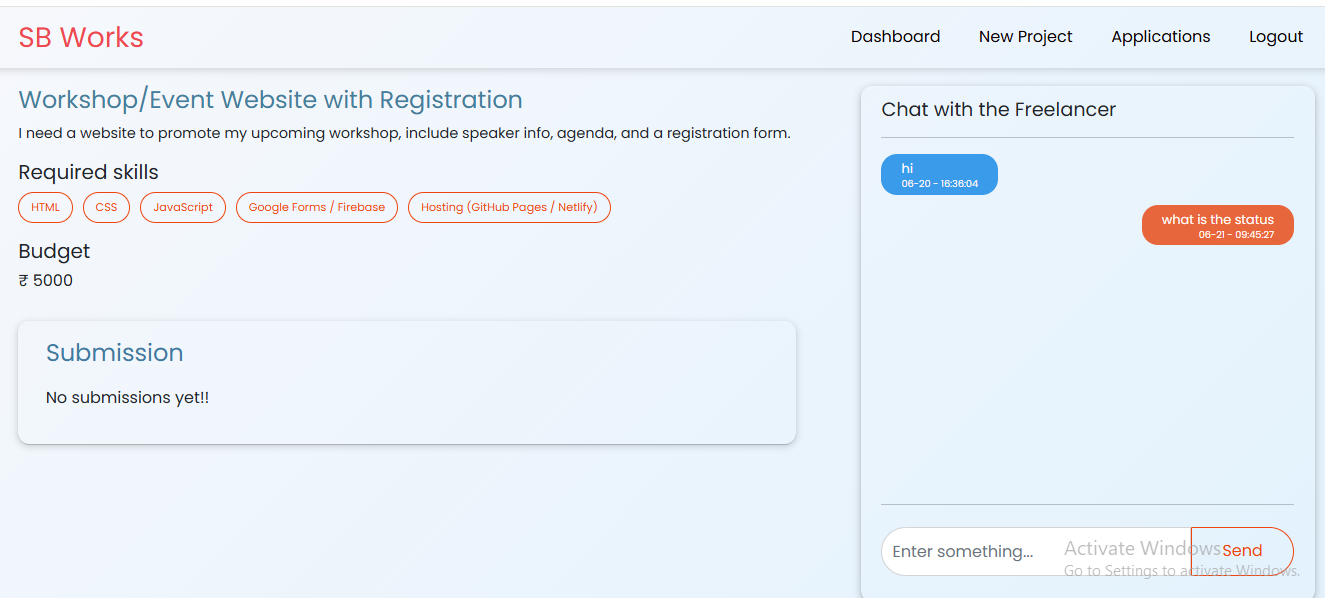 SB Works
Dashboard New Project Applications Logout
Workshop/Event Website with Registration
I need a website to promote my upcoming workshop, include speaker info, agenda, and a registration form.
Required skills
HTML CSS JavaScript Google Forms / Firebase Hosting (GitHub Pages / Netlify)
Budget
₹ 5000
Submission
No submissions yet!!
Chat with the Freelancer
hi
06-20 - 16:36:04
what is the status
06-21 - 09:45:27
Enter something... Send
Activate Windows
Go to Settings to activate Windows.